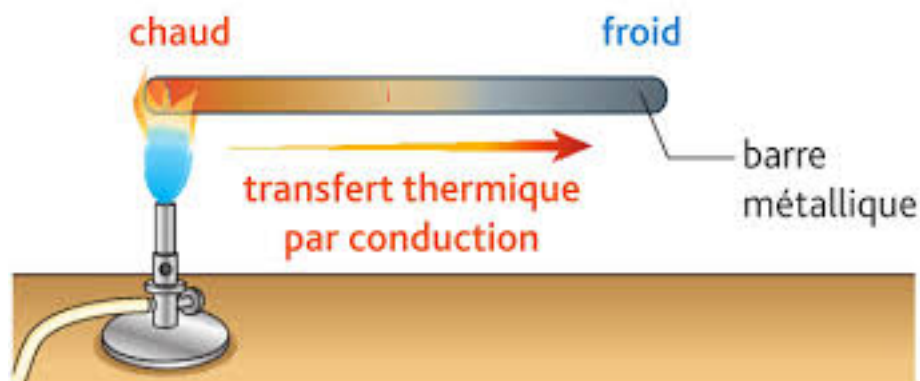 chaud
froid
transfert thermique
par conduction
barre
métallique